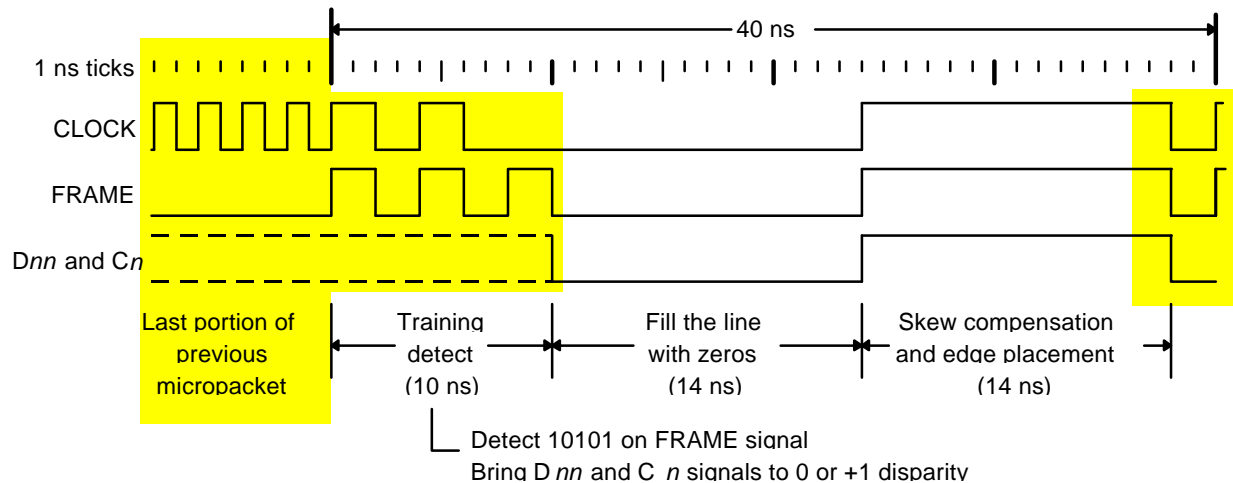 40 ns
1 ns ticks
CLOCK
FRAME
Dnn and Cn
Last portion of
previous
micropacket
Training
detect
(10 ns)
Fill the line
with zeros
(14 ns)
Skew compensation
and edge placement
(14 ns)
Detect 10101 on FRAME signal
Bring D nn and C n signals to 0 or +1 disparity